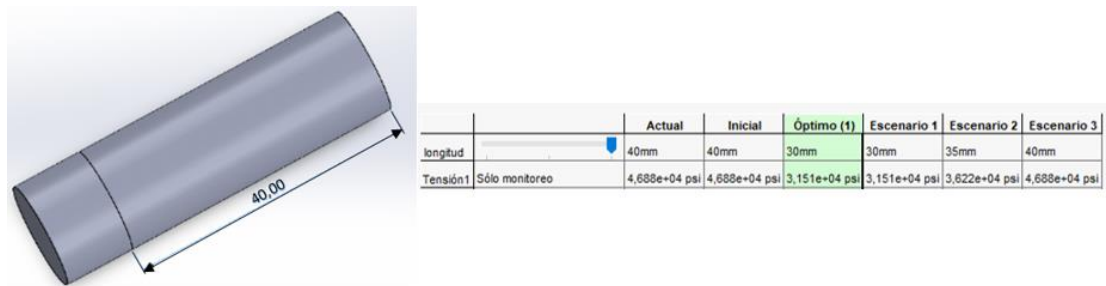 40,00
Actual Inicial Óptimo (1) Escenario 1 Escenario 2 Escenario 3
longitud 40mm 40mm 30mm 30mm 35mm 40mm
Tensión1 Sólo monitoreo 4,688e+04 psi 4,688e+04 psi 3,151e+04 psi 3,151e+04 psi 3,622e+04 psi 4,688e+04 psi